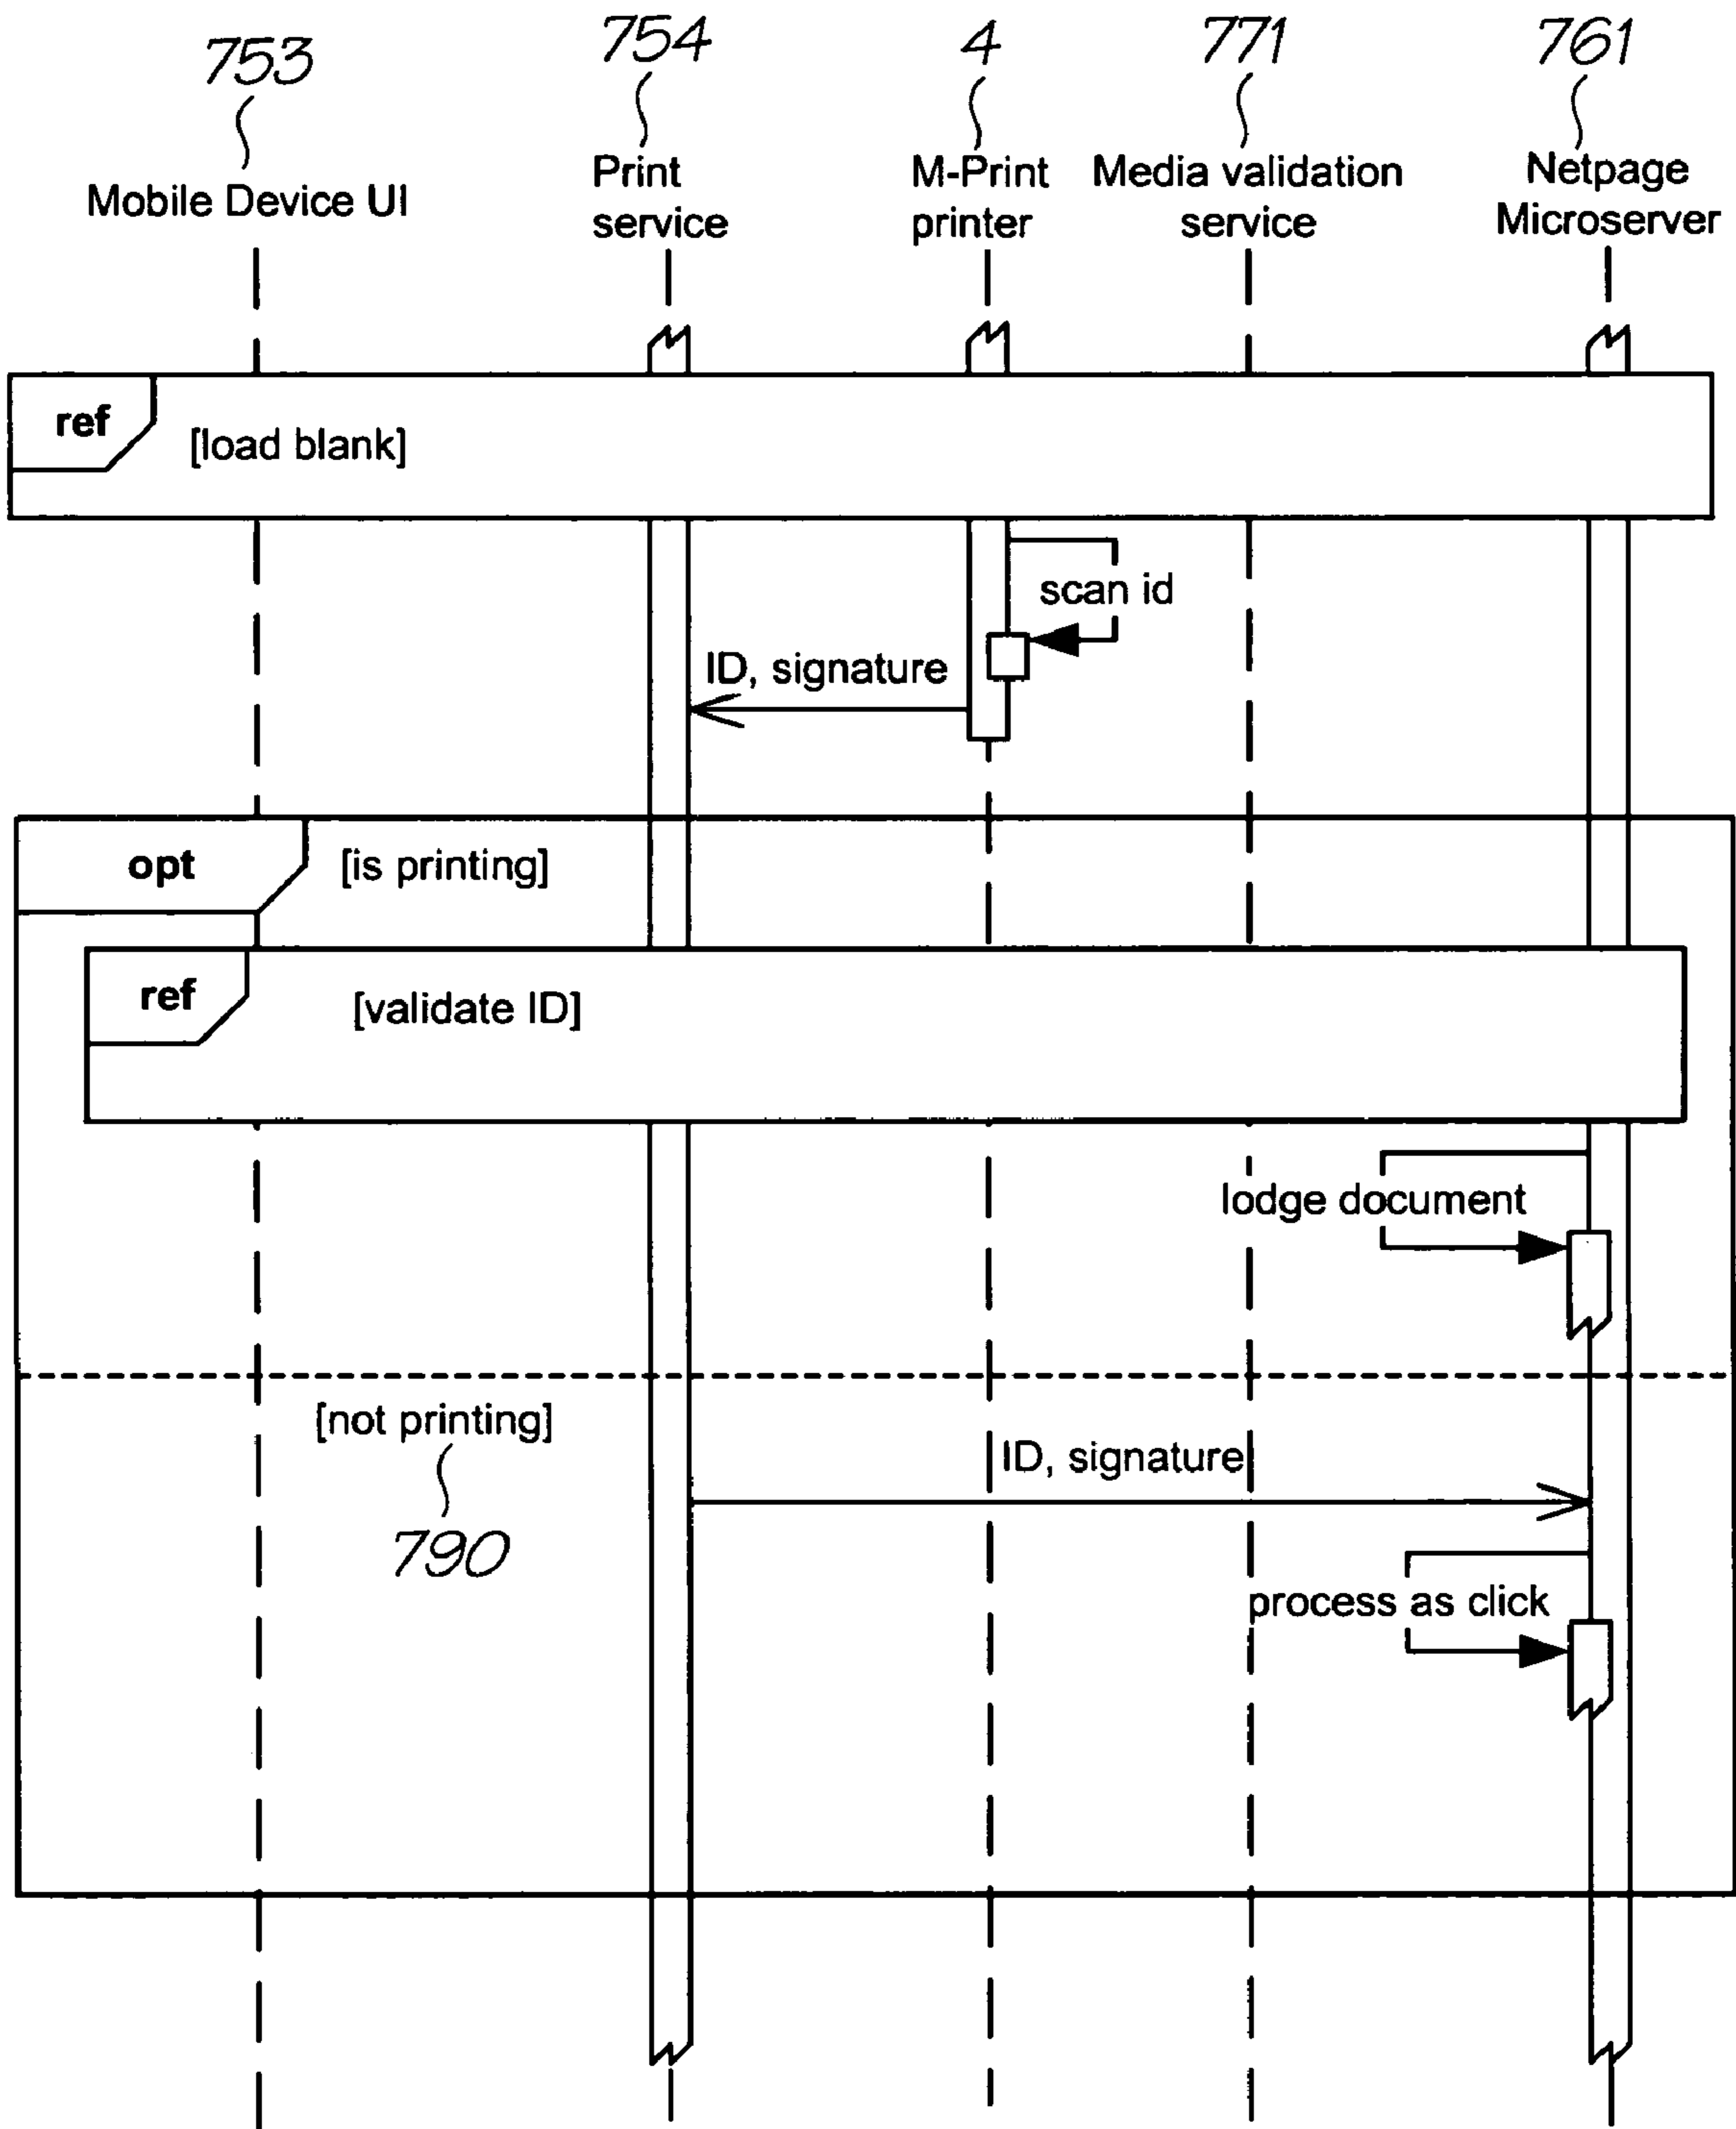 753
754
4
771
761
Mobile Device UI
Print
service
M-Print
printer
Media validation
service
Netpage
Microserver
ref
[load blank]
scan id
ID, signature
opt
[is printing]
ref
[validate ID]
lodge document
[not printing]
790
ID, signature
process as click